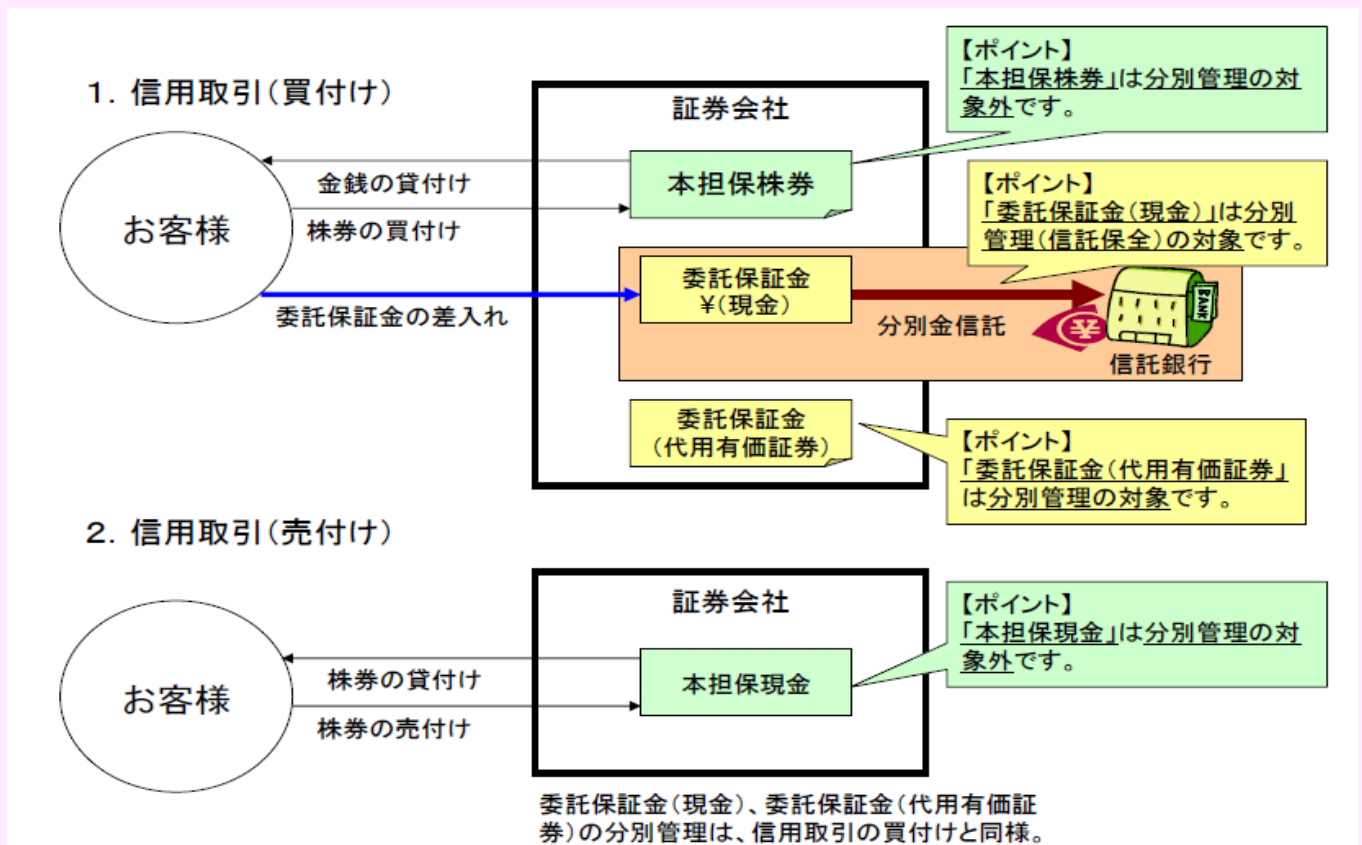 1. 信用取引(買付け)
証券会社
【ポイント】
「本担保株券」は分別管理の対
象外です。
お客様
金銭の貸付け
株券の買付け
本担保株券
【ポイント】
「委託保証金(現金)」は分別
管理(信託保全)の対象です。
委託保証金の差入れ
委託保証金
¥(現金)
分別金信託
¥
BANK
信託銀行
委託保証金
(代用有価証券)
【ポイント】
「委託保証金(代用有価証券」
は分別管理の対象です。
2. 信用取引(売付け)
証券会社
【ポイント】
「本担保現金」は分別管理の対
象外です。
お客様
株券の貸付け
株券の売付け
本担保現金
委託保証金(現金)、委託保証金(代用有価証
券)の分別管理は、信用取引の買付けと同様。